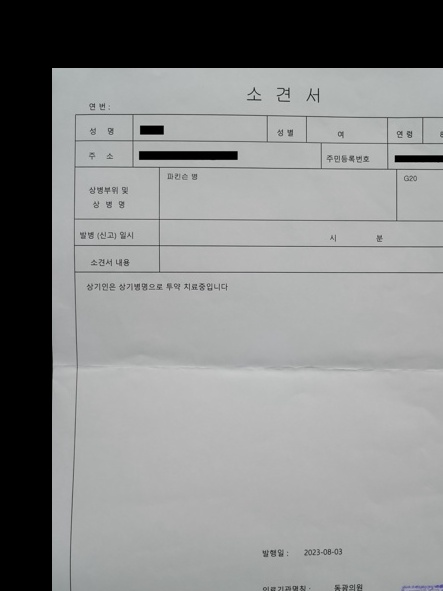 소 견 서
연 번 :
성 명 성 별 여 연 령 8
주 소 주민등록번호
상병부위 및 파킨슨 병 G20
상 병 명
발병 (신고) 일시 시 분
소견서 내용
상기인은 상기병명으로 투약 치료중입니다
발행일 : 2023-08-03
의료기관명칭 : 동광의원